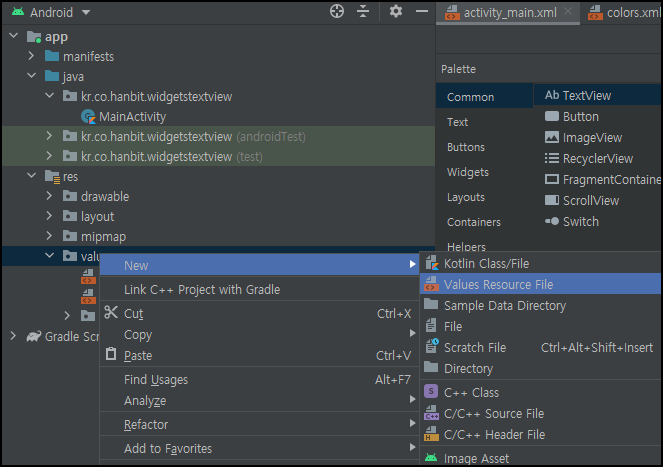 Android
activity_main.xml
colors.xml
app
manifests
java
kr.co.hanbit.widgetstextview
MainActivity
kr.co.hanbit.widgetstextview (androidTest)
kr.co.hanbit.widgetstextview (test)
res
drawable
layout
mipmap
valu
Gradle Scr
Palette
Common
Text
Buttons
Widgets
Layouts
Containers
Helpers
Ab TextView
Button
ImageView
RecyclerView
FragmentContaine
ScrollView
Switch
New
Link C++ Project with Gradle
Cut Ctrl+X
Copy
Paste Ctrl+V
Find Usages Alt+F7
Analyze
Refactor
Add to Favorites
Kotlin Class/File
Values Resource File
Sample Data Directory
File
Scratch File Ctrl+Alt+Shift+Insert
Directory
S C++ Class
C++ C/C++ Source File
H C/C++ Header File
Image Asset